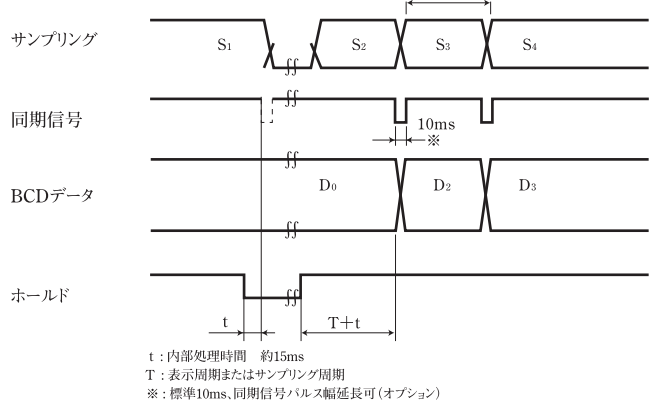 サンプリング S1 S2 S3 S4
同期信号 10ms
※
BCDデータ D0 D2 D3
ホールド
t T+t
t：内部処理時間　約15ms
T：表示周期またはサンプリング周期
※：標準10ms、同期信号パルス幅延長可（オプション）